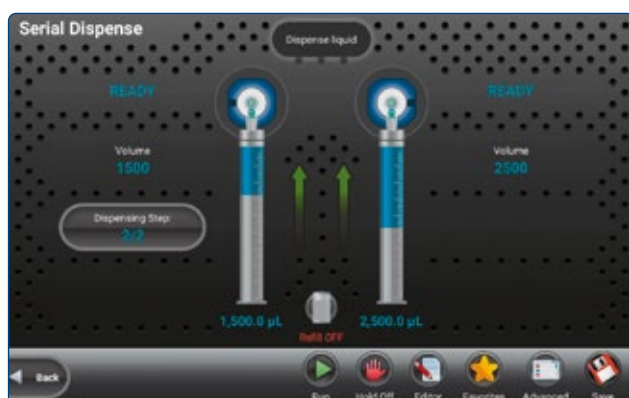 Serial Dispense
Dispense liquid
READY
READY
Volume
1500
Volume
2500
Dispensing Step:
2/2
1,500.0 µL
2,500.0 µL
Refill OFF
Back
Run
Hold Off
Editor
Favorites
Advanced
Save